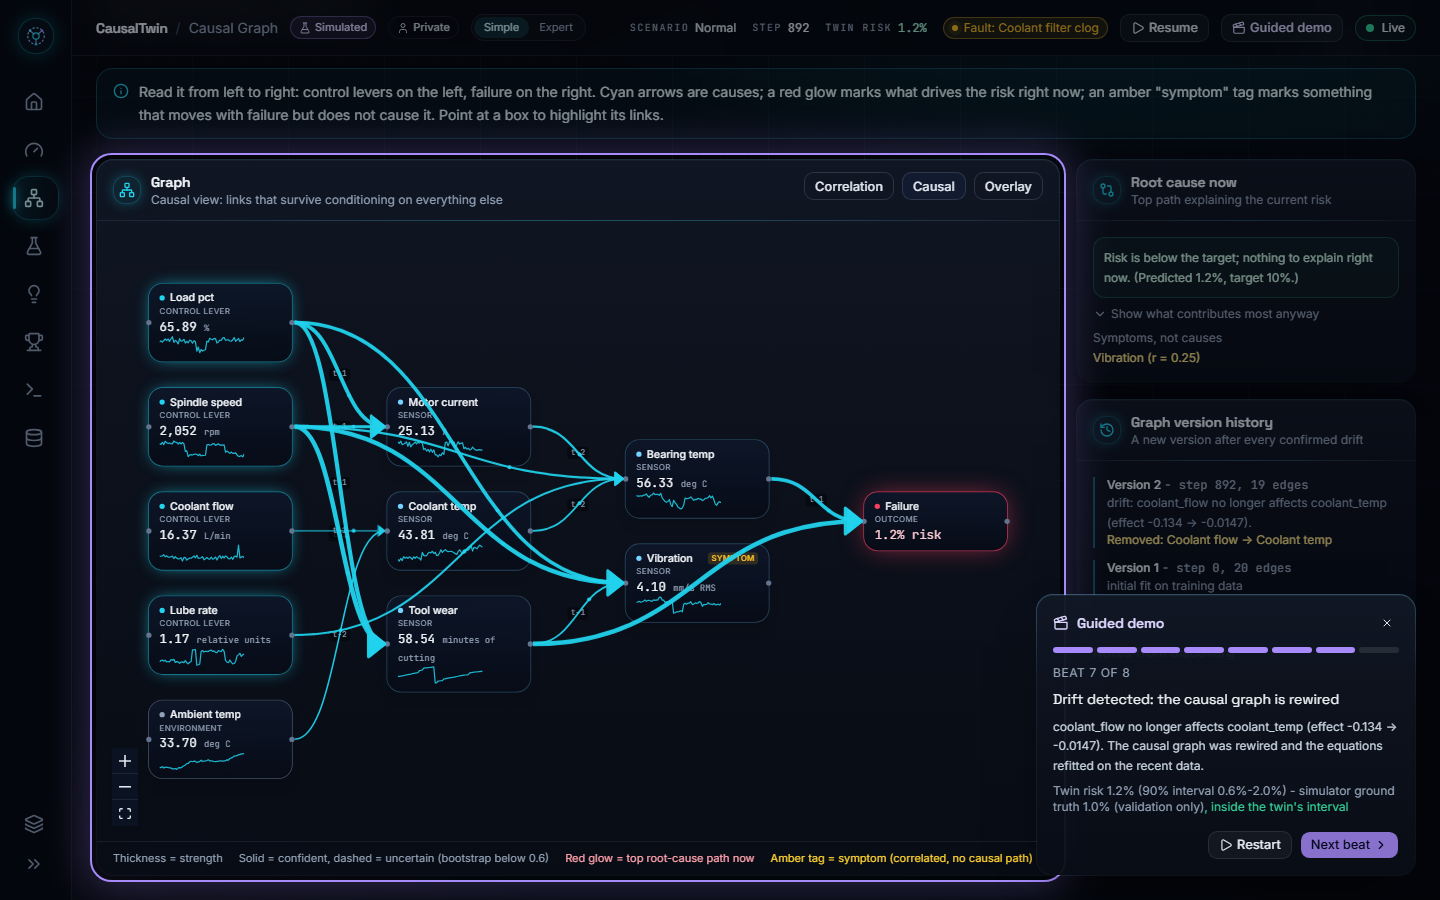 CausalTwin / Causal Graph Simulated Private Simple Expert SCENARIO Normal STEP 892 TWIN RISK 1.2% Fault: Coolant filter clog Resume Guided demo Live
Read it from left to right: control levers on the left, failure on the right. Cyan arrows are causes; a red glow marks what drives the risk right now; an amber "symptom" tag marks something
that moves with failure but does not cause it. Point at a box to highlight its links.
Graph
Causal view: links that survive conditioning on everything else
Correlation Causal Overlay
Load pct
CONTROL LEVER
65.89 %
Spindle speed
CONTROL LEVER
2,052 rpm
Coolant flow
CONTROL LEVER
16.37 L/min
Lube rate
CONTROL LEVER
1.17 relative units
Ambient temp
ENVIRONMENT
33.70 deg C
t-1
t-1
t-2
Motor current
SENSOR
25.13
Coolant temp
SENSOR
43.81 deg C
Tool wear
SENSOR
58.54 minutes of
cutting
t-2
t-2
t-1
Bearing temp
SENSOR
56.33 deg C
Vibration SYMPTOM
SENSOR
4.10 mm/s RMS
t-1
Failure
OUTCOME
1.2% risk
Thickness = strength Solid = confident, dashed = uncertain (bootstrap below 0.6) Red glow = top root-cause path now Amber tag = symptom (correlated, no causal path)
Root cause now
Top path explaining the current risk
Risk is below the target; nothing to explain right
now. (Predicted 1.2%, target 10%.)
Show what contributes most anyway
Symptoms, not causes
Vibration (r = 0.25)
Graph version history
A new version after every confirmed drift
Version 2 - step 892, 19 edges
drift: coolant_flow no longer affects coolant_temp
(effect -0.134 → -0.0147).
Removed: Coolant flow → Coolant temp
Version 1 - step 0, 20 edges
initial fit on training data
Guided demo
BEAT 7 OF 8
Drift detected: the causal graph is rewired
coolant_flow no longer affects coolant_temp (effect -0.134 →
-0.0147). The causal graph was rewired and the equations
refitted on the recent data.
Twin risk 1.2% (90% interval 0.6%-2.0%) - simulator ground
truth 1.0% (validation only), inside the twin's interval
Restart Next beat